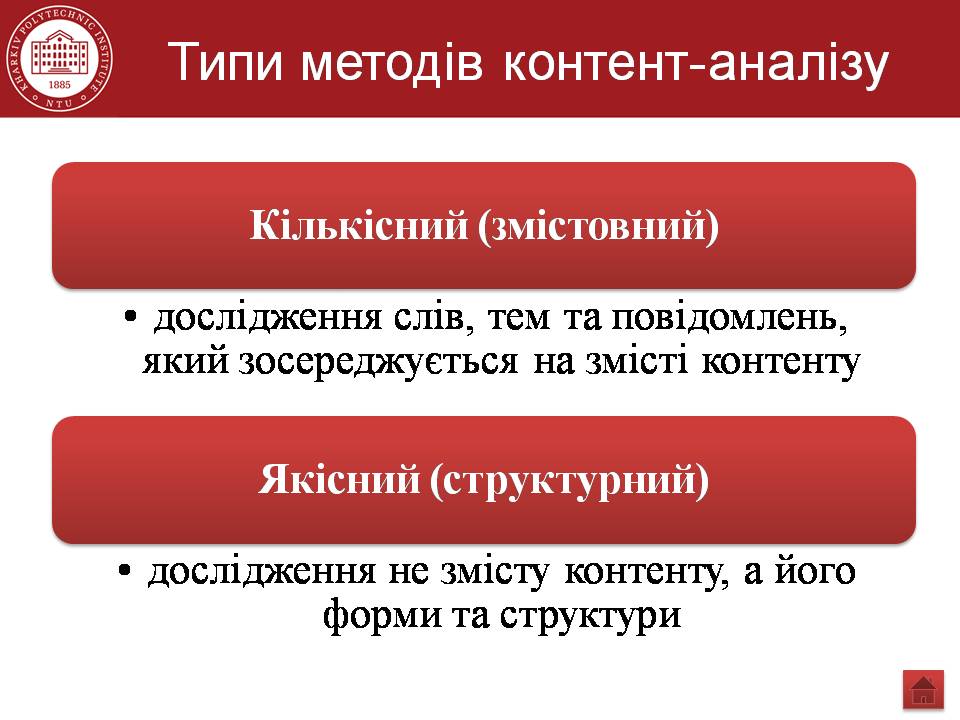 KHARKIV POLYTECHNIC INSTITUTE
1885
NTU
Типи методів контент-аналізу
Кількісний (змістовний)
• дослідження слів, тем та повідомлень,
який зосереджується на змісті контенту
Якісний (структурний)
• дослідження не змісту контенту, а його
форми та структури